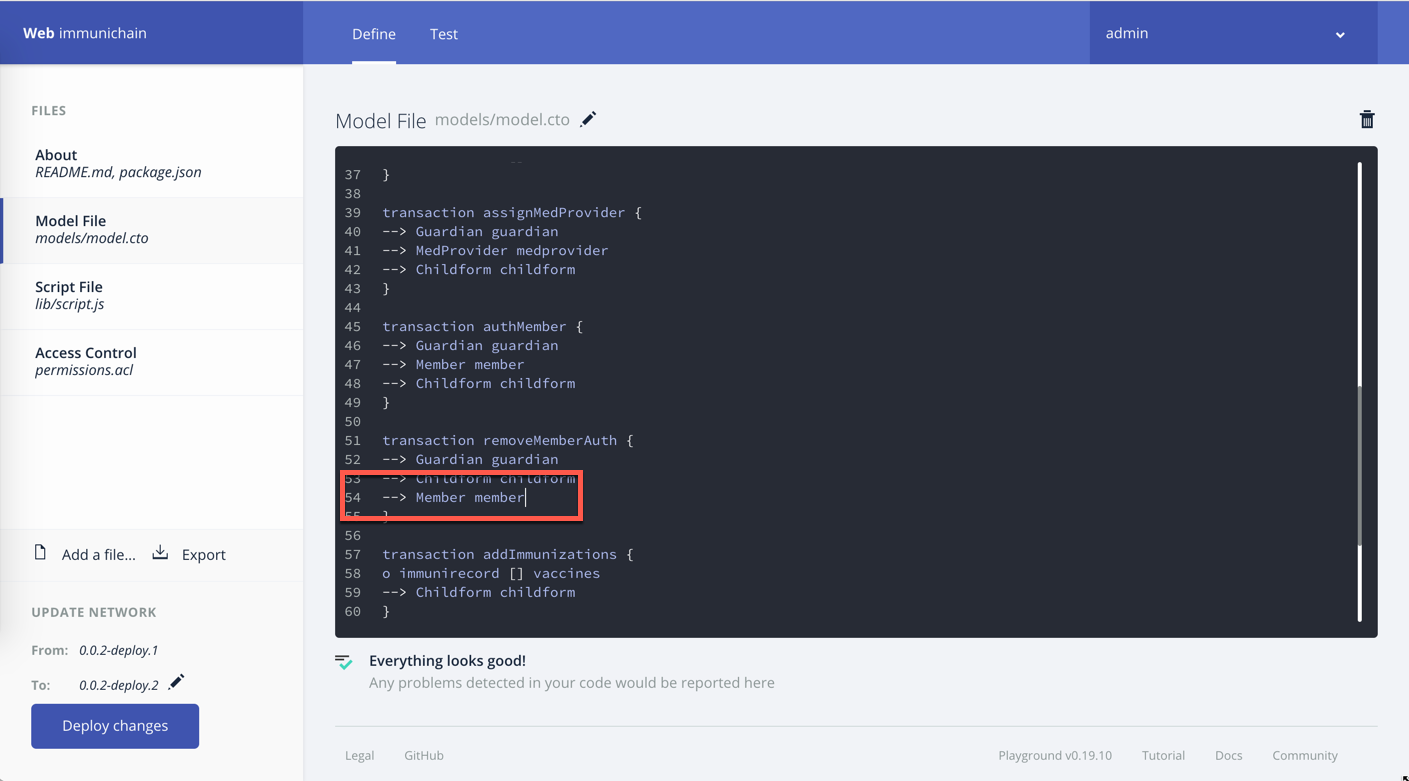 Web immunichain
Define
Test
admin
FILES
About
README.md, package.json
Model File
models/model.cto
Script File
lib/script.js
Access Control
permissions.acl
Add a file...
Export
UPDATE NETWORK
From: 0.0.2-deploy.1
To: 0.0.2-deploy.2
Deploy changes
Model File models/model.cto
37 }
38
39 transaction assignMedProvider {
40 --> Guardian guardian
41 --> MedProvider medprovider
42 --> Childform childform
43 }
44
45 transaction authMember {
46 --> Guardian guardian
47 --> Member member
48 --> Childform childform
49 }
50
51 transaction removeMemberAuth {
52 --> Guardian guardian
53 --> Childform childform
54 --> Member member
55 }
56
57 transaction addImmunizations {
58 o immunirecord [] vaccines
59 --> Childform childform
60 }
Everything looks good!
Any problems detected in your code would be reported here
Legal
GitHub
Playground v0.19.10
Tutorial
Docs
Community